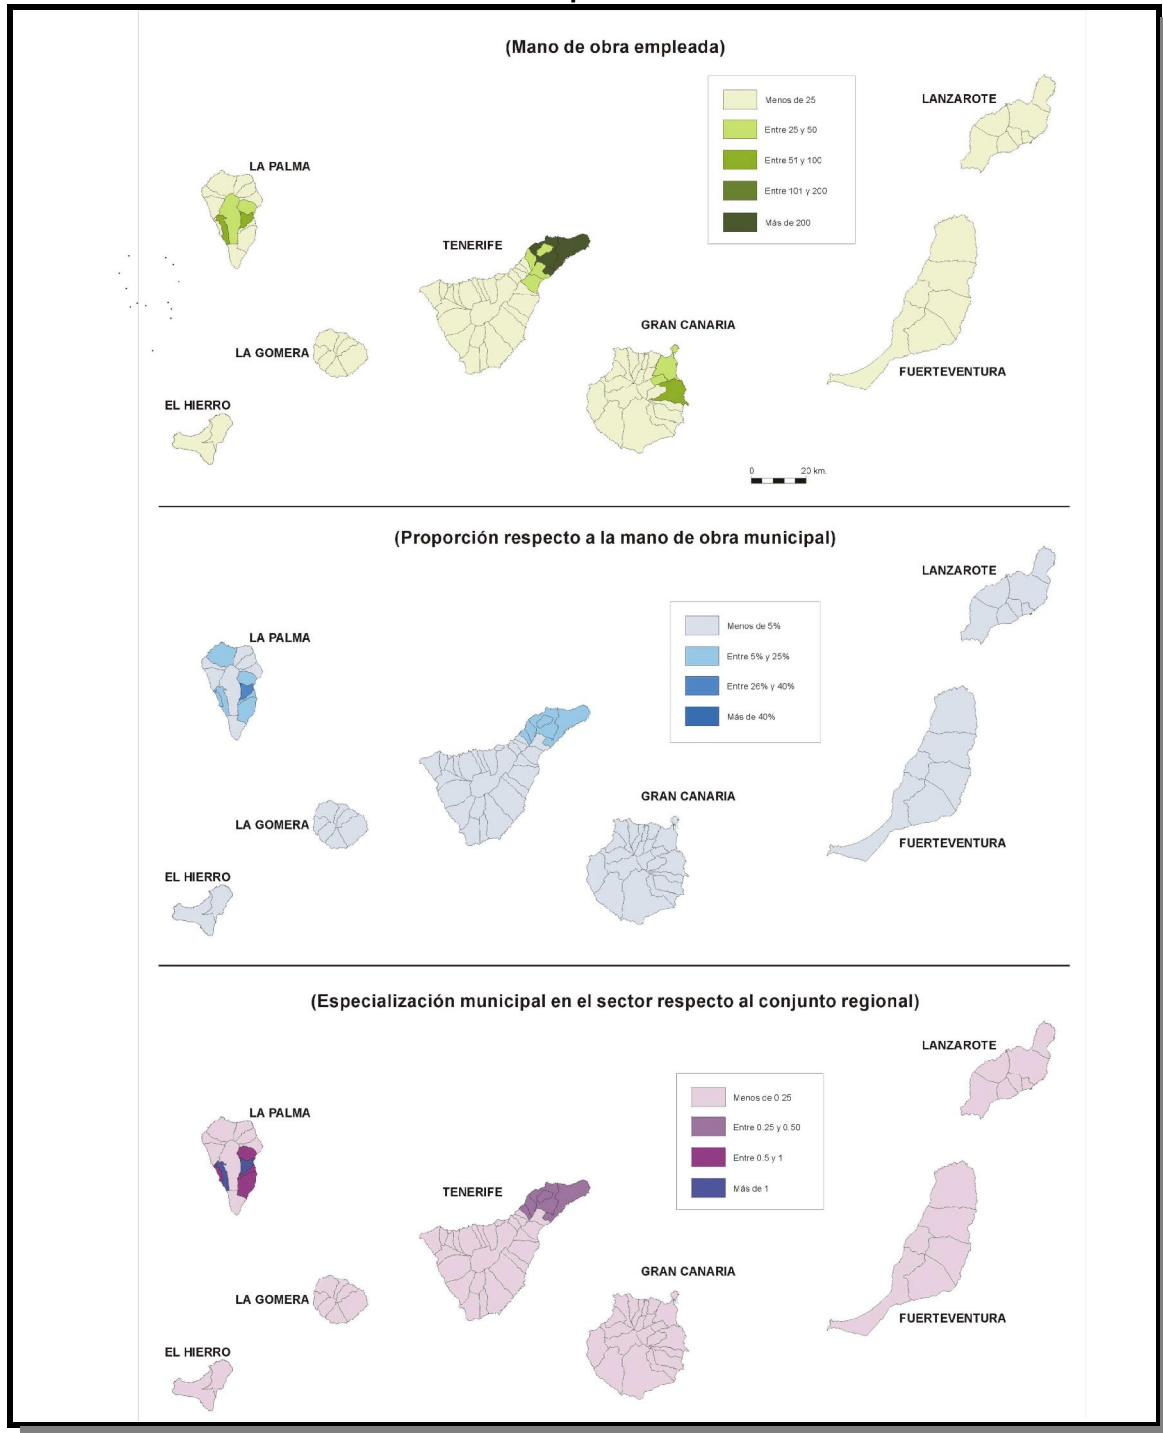 (Mano de obra empleada)
Menos de 25
Entre 25 y 50
Entre 51 y 100
Entre 101 y 200
Más de 200
LANZAROTE
LA PALMA
TENERIFE
GRAN CANARIA
LA GOMERA
FUERTEVENTURA
EL HIERRO
0 20 km.
(Proporción respecto a la mano de obra municipal)
LANZAROTE
Menos de 5%
Entre 5% y 25%
Entre 26% y 40%
Más de 40%
LA PALMA
GRAN CANARIA
LA GOMERA
FUERTEVENTURA
EL HIERRO
(Especialización municipal en el sector respecto al conjunto regional)
LANZAROTE
Menos de 0.25
Entre 0.25 y 0.50
Entre 0.5 y 1
Más de 1
LA PALMA
TENERIFE
GRAN CANARIA
LA GOMERA
FUERTEVENTURA
EL HIERRO